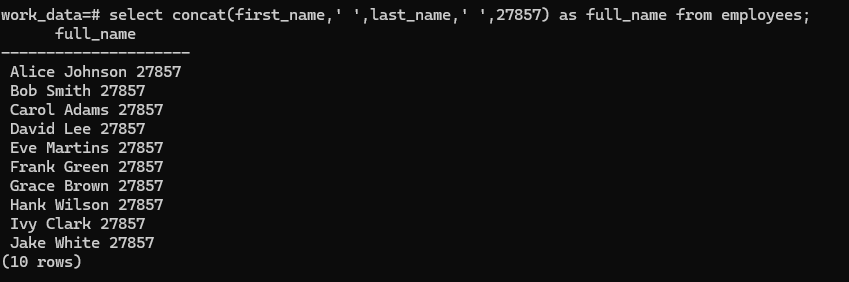 work_data=# select concat(first_name,' ',last_name,' ',27857) as full_name from employees;
      full_name
---------------------
 Alice Johnson 27857
 Bob Smith 27857
 Carol Adams 27857
 David Lee 27857
 Eve Martins 27857
 Frank Green 27857
 Grace Brown 27857
 Hank Wilson 27857
 Ivy Clark 27857
 Jake White 27857
(10 rows)